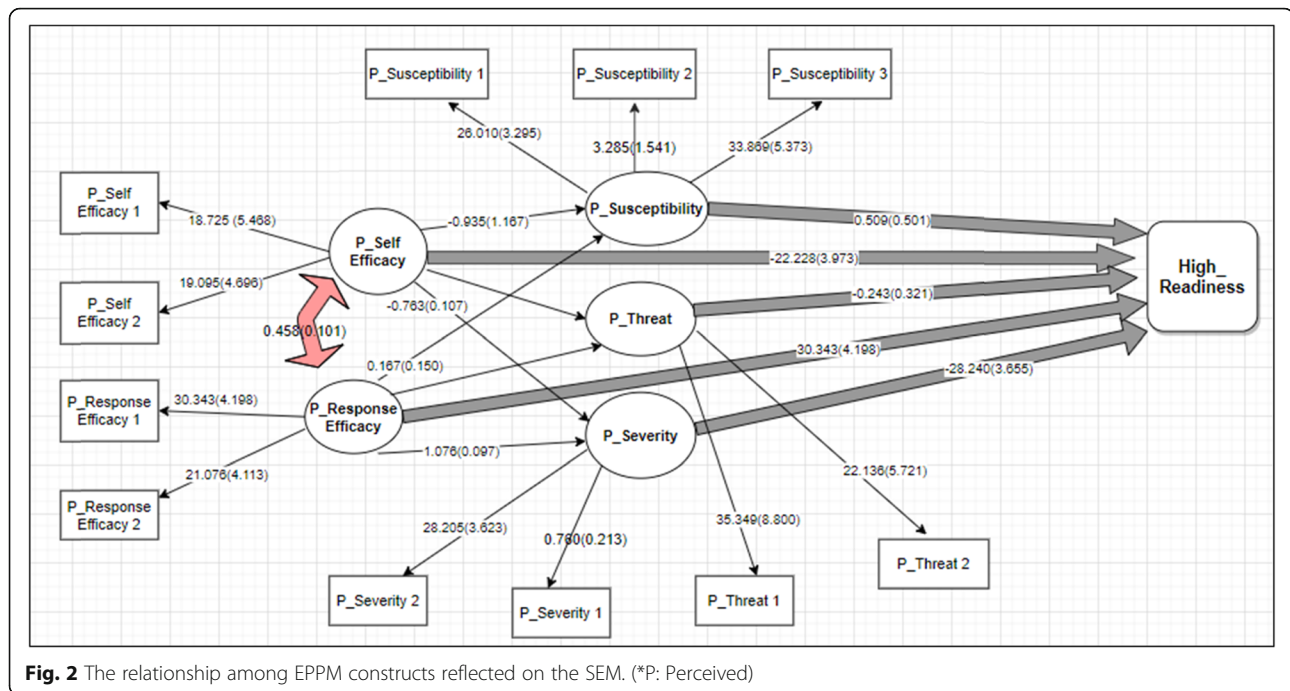 P_Susceptibility 1
P_Susceptibility 2
P_Susceptibility 3
26.010(3.295)
3.285(1.541)
33.869(5.373)
P_Self
Efficacy 1
18.725 (5.468)
P_Self
Efficacy
-0.935(1.167)
P_Susceptibility
0.509(0.501)
-22.228(3.973)
High_
Readiness
P_Self
Efficacy 2
19.095(4.696)
-0.763(0.107)
-0.243(0.321)
P_Threat
0.458(0.101)
30.343(4.198)
0.167(0.150)
-28.240(3.655)
P_Response
Efficacy 1
30.343(4.198)
P_Response
Efficacy
P_Severity
1.076(0.097)
22.136(5.721)
21.076(4.113)
P_Response
Efficacy 2
28.205(3.623)
0.760(0.213)
35.349(8.800)
P_Threat 2
P_Severity 2
P_Severity 1
P_Threat 1
Fig. 2 The relationship among EPPM constructs reflected on the SEM. (*P: Perceived)